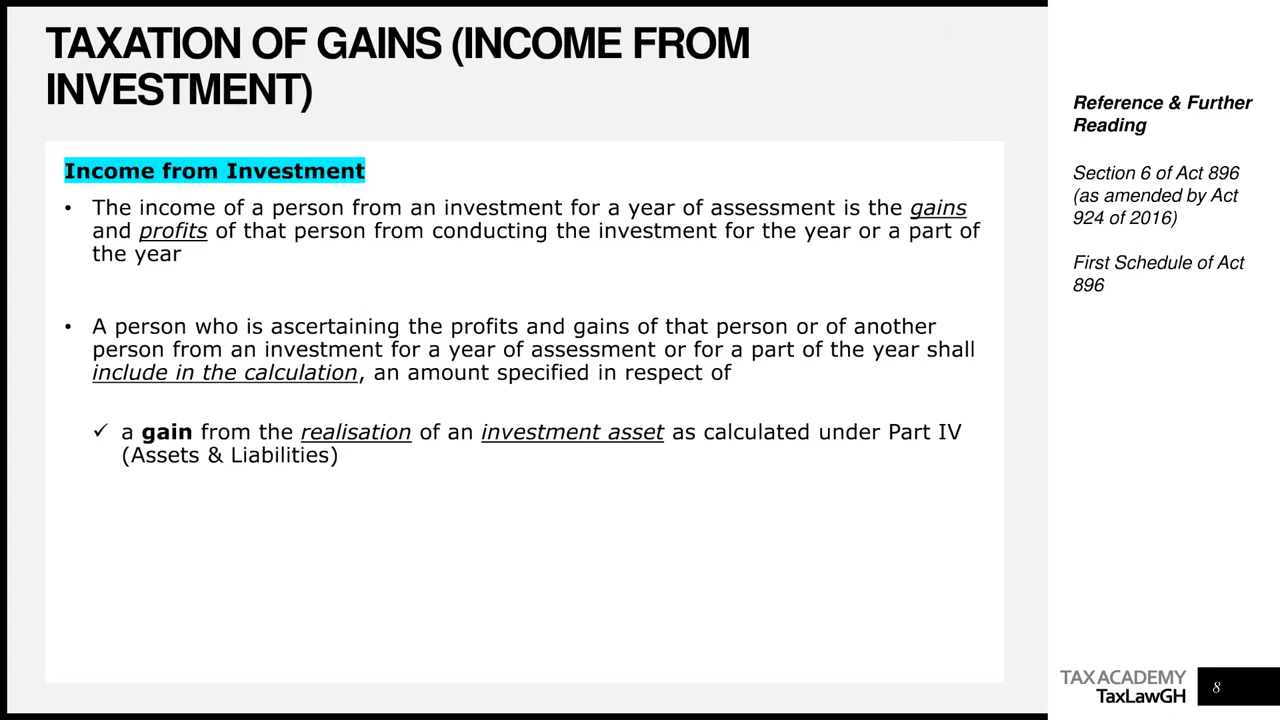 TAXATION OF GAINS (INCOME FROM
INVESTMENT)
Income from Investment
• The income of a person from an investment for a year of assessment is the gains
and profits of that person from conducting the investment for the year or a part of
the year
• A person who is ascertaining the profits and gains of that person or of another
person from an investment for a year of assessment or for a part of the year shall
include in the calculation, an amount specified in respect of
✓ a gain from the realisation of an investment asset as calculated under Part IV
(Assets & Liabilities)
Reference & Further
Reading
Section 6 of Act 896
(as amended by Act
924 of 2016)
First Schedule of Act
896
TAX ACADEMY
TaxLawGH
8